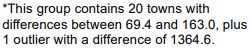 *This group contains 20 towns with
differences between 69.4 and 163.0, plus
1 outlier with a difference of 1364.6.